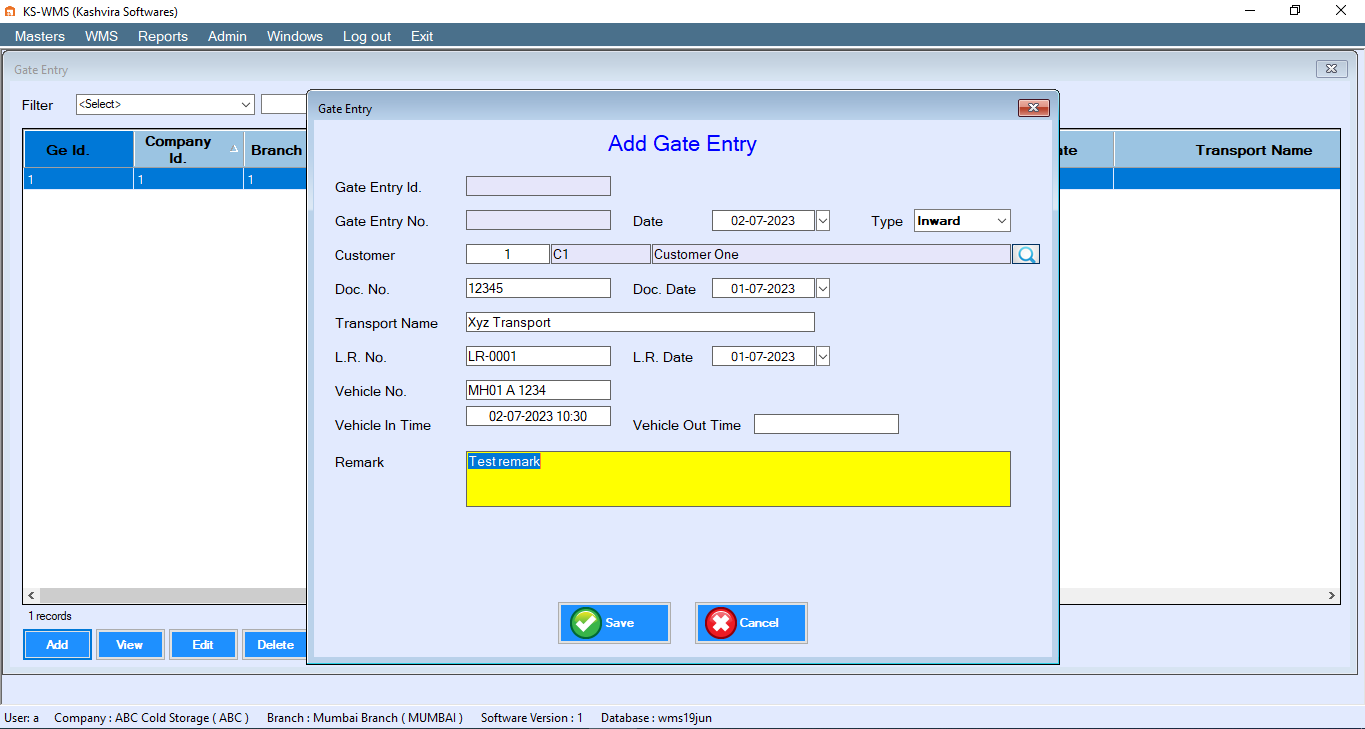 KS-WMS (Kashvira Softwares)
Masters WMS Reports Admin Windows Log out Exit
Gate Entry
Filter <Select>
Ge Id. Company Id. Branch Transport Name
1 1 1
Gate Entry
Add Gate Entry
Gate Entry Id.
Gate Entry No. Date 02-07-2023 Type Inward
Customer 1 C1 Customer One
Doc. No. 12345 Doc. Date 01-07-2023
Transport Name Xyz Transport
L.R. No. LR-0001 L.R. Date 01-07-2023
Vehicle No. MH01 A 1234
Vehicle In Time 02-07-2023 10:30 Vehicle Out Time
Remark Test remark
Save Cancel
1 records
Add View Edit Delete
User: a Company : ABC Cold Storage ( ABC ) Branch : Mumbai Branch ( MUMBAI ) Software Version : 1 Database : wms19jun